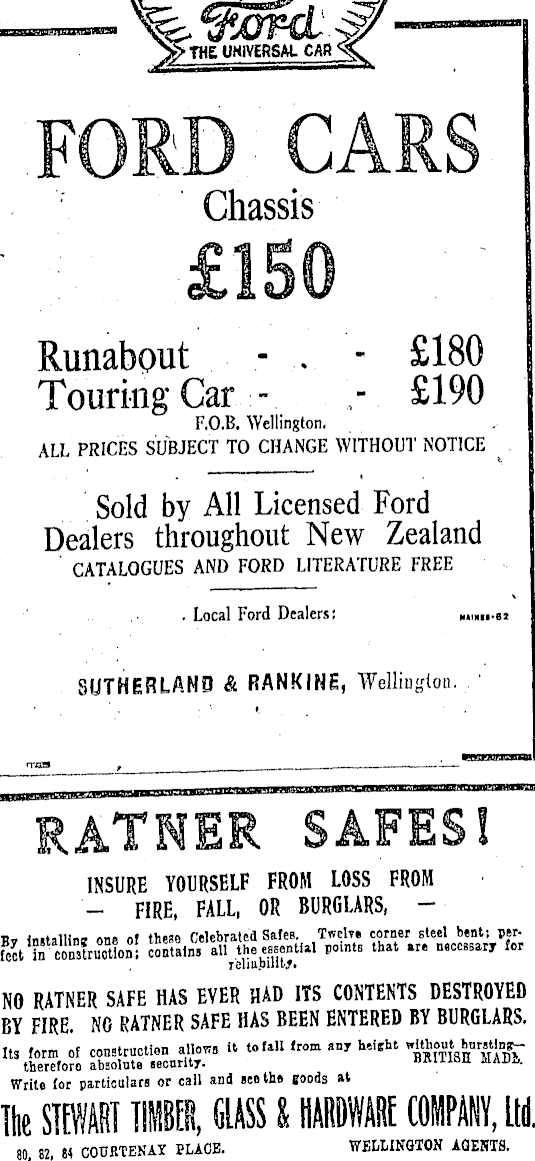 Ford
THE UNIVERSAL CAR
FORD CARS
Chassis
£150
Runabout - . - £180
Touring Car - - £190
F.O.B. Wellington.
ALL PRICES SUBJECT TO CHANGE WITHOUT NOTICE
Sold by All Licensed Ford
Dealers throughout New Zealand
CATALOGUES AND FORD LITERATURE FREE
Local Ford Dealers:
HAINES-62
SUTHERLAND & RANKINE, Wellington.
RATNER SAFES!
INSURE YOURSELF FROM LOSS FROM
— FIRE, FALL, OR BURGLARS, —
By installing one of these Celebrated Safes. Twelve corner steel bent; per-
fect in construction; contains all the essential points that are necessary for
reliability.
NO RATNER SAFE HAS EVER HAD ITS CONTENTS DESTROYED
BY FIRE. NO RATNER SAFE HAS BEEN ENTERED BY BURGLARS.
Its form of construction allows it to fall from any height without bursting—
therefore absolute security. BRITISH MADE.
Write for particulars or call and see the goods at
The STEWART TIMBER, GLASS & HARDWARE COMPANY, Ltd.
80, 82, 84 COURTENAY PLACE. WELLINGTON AGENTS.